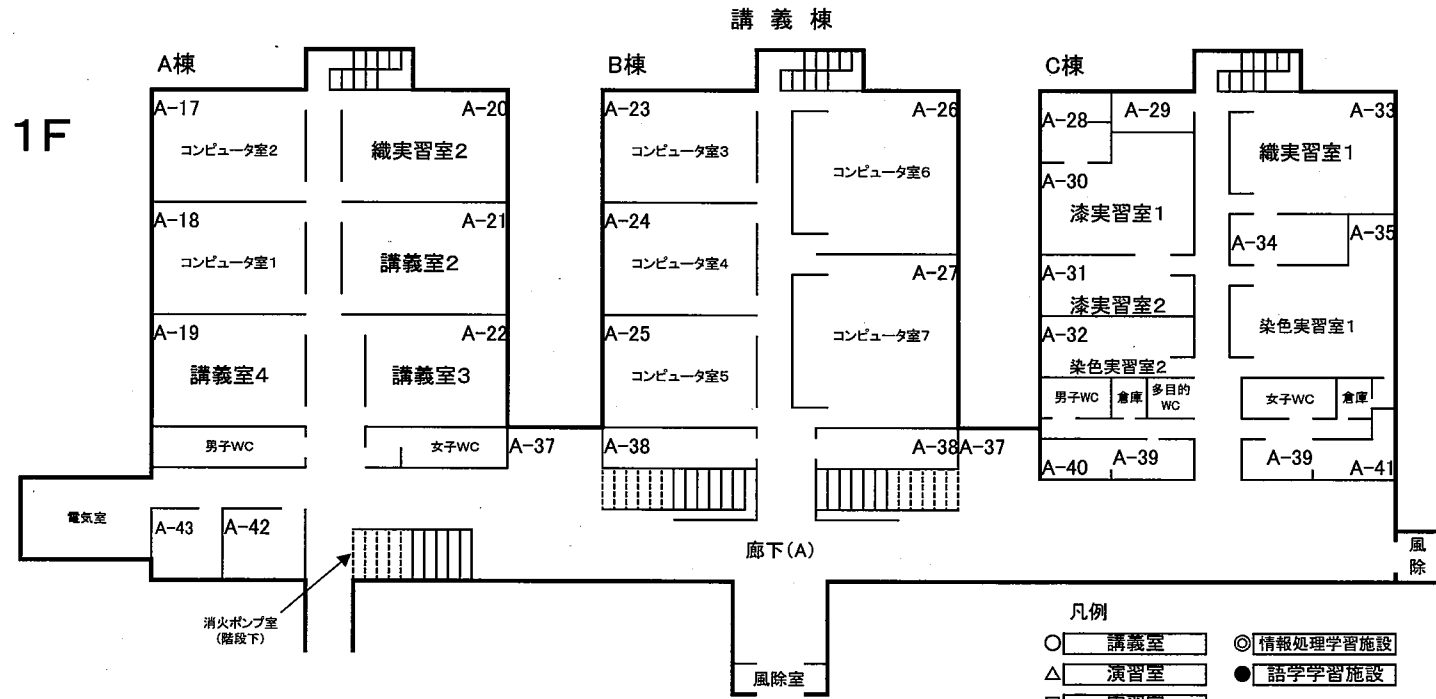 講義棟
1F
A棟
A-17
コンピュータ室2
A-20
織実習室2
A-18
コンピュータ室1
A-21
講義室2
A-19
講義室4
A-22
講義室3
男子WC
女子WC
A-37
電気室
A-43
A-42
消火ポンプ室
(階段下)
B棟
A-23
コンピュータ室3
A-26
コンピュータ室6
A-24
コンピュータ室4
A-27
コンピュータ室7
A-25
コンピュータ室5
A-38
A-38
A-37
廊下(A)
風除室
C棟
A-28
A-29
A-33
織実習室1
A-30
漆実習室1
A-34
A-35
A-31
漆実習室2
染色実習室1
A-32
染色実習室2
男子WC
倉庫
多目的
WC
女子WC
倉庫
A-40
A-39
A-39
A-41
風
除
凡例
○ 講義室
◎ 情報処理学習施設
△ 演習室
● 語学学習施設